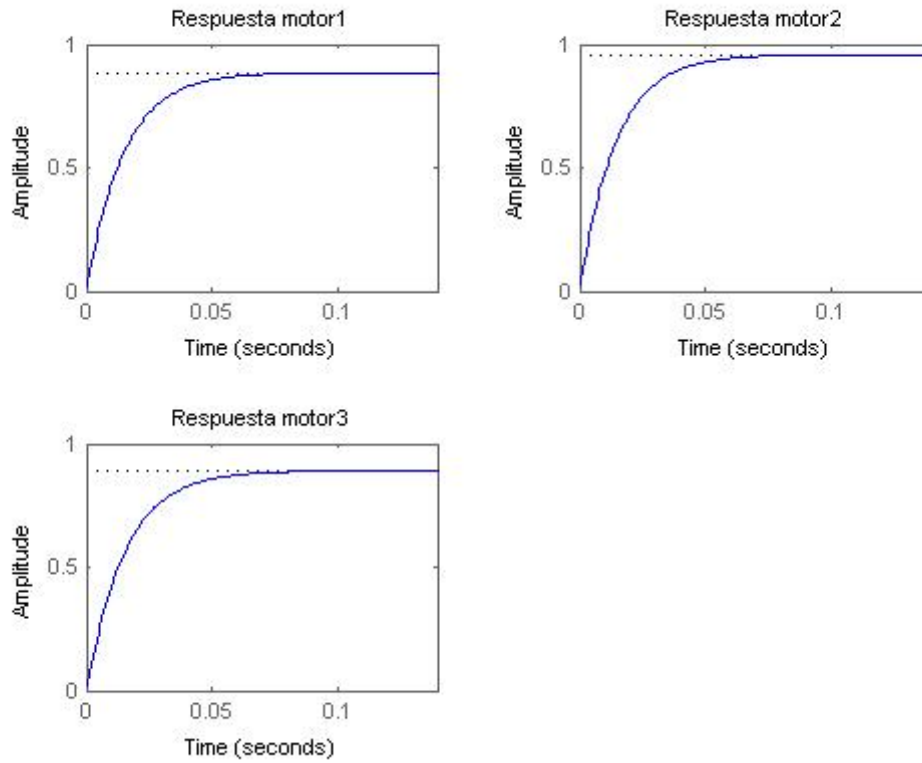 Respuesta motor1
1
0.5
0
Amplitude
0
0.05
0.1
Time (seconds)
Respuesta motor2
1
0.5
0
Amplitude
0
0.05
0.1
Time (seconds)
Respuesta motor3
1
0.5
0
Amplitude
0
0.05
0.1
Time (seconds)